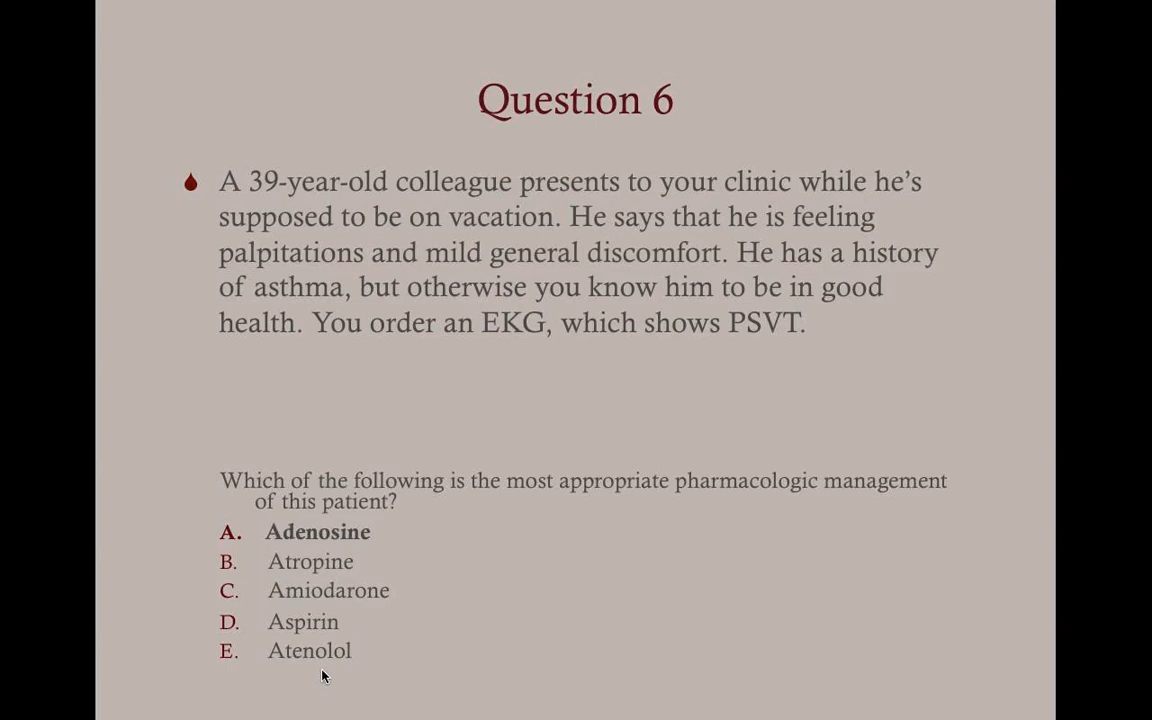 Question 6
A 39-year-old colleague presents to your clinic while he's
supposed to be on vacation. He says that he is feeling
palpitations and mild general discomfort. He has a history
of asthma, but otherwise you know him to be in good
health. You order an EKG, which shows PSVT.
Which of the following is the most appropriate pharmacologic management
of this patient?
A. Adenosine
B. Atropine
C. Amiodarone
D. Aspirin
E. Atenolol